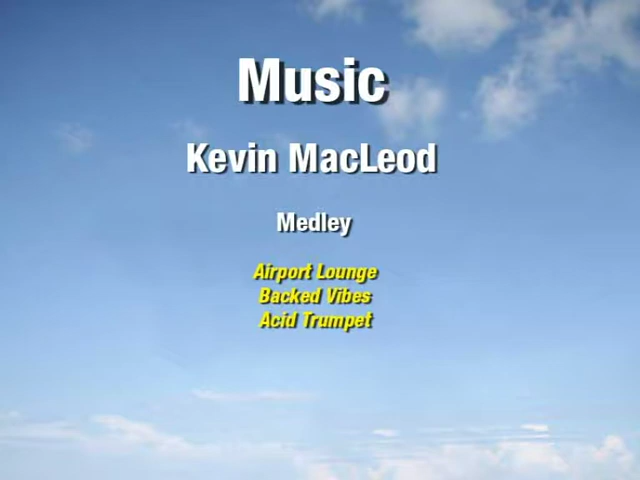 Music
Kevin MacLeod
Medley
Airport Lounge
Backed Vibes
Acid Trumpet